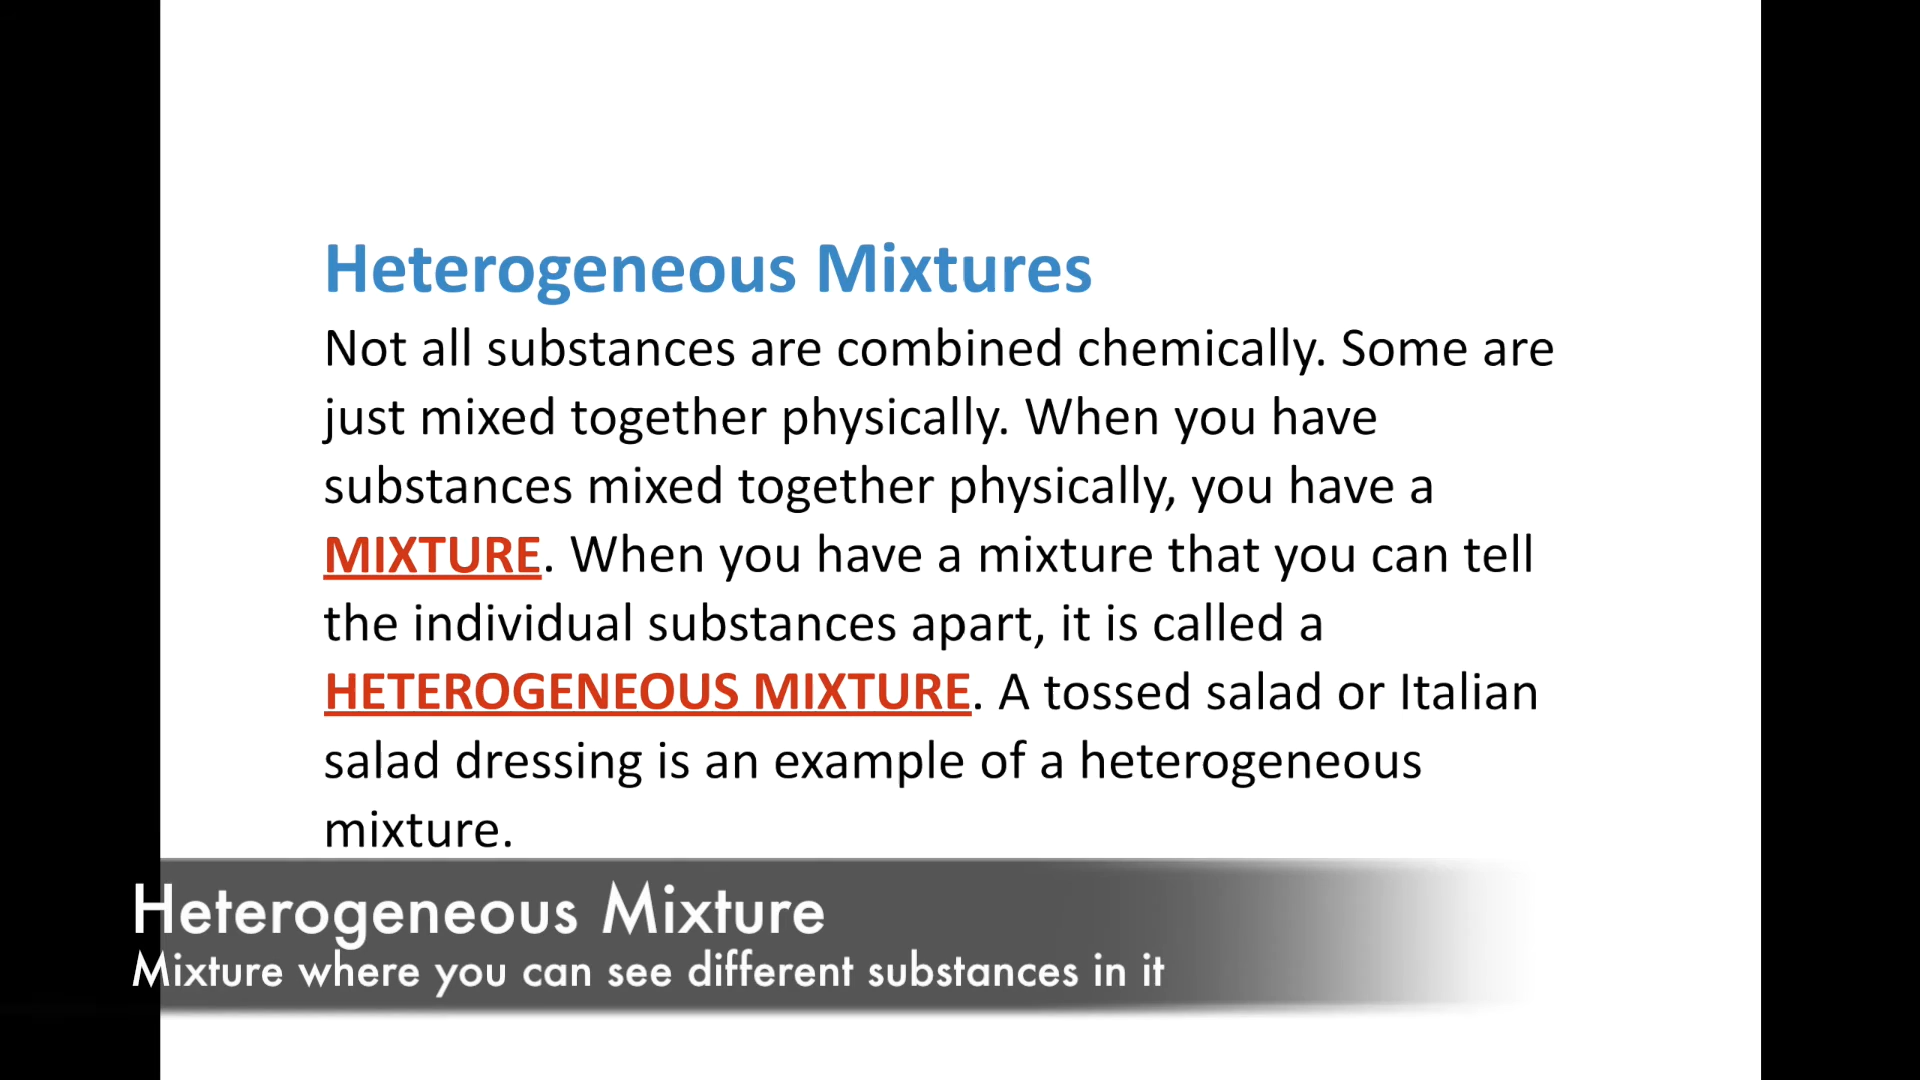 Heterogeneous Mixtures
Not all substances are combined chemically. Some are
just mixed together physically. When you have
substances mixed together physically, you have a
MIXTURE. When you have a mixture that you can tell
the individual substances apart, it is called a
HETEROGENEOUS MIXTURE. A tossed salad or Italian
salad dressing is an example of a heterogeneous
mixture.
Heterogeneous Mixture
Mixture where you can see different substances in it